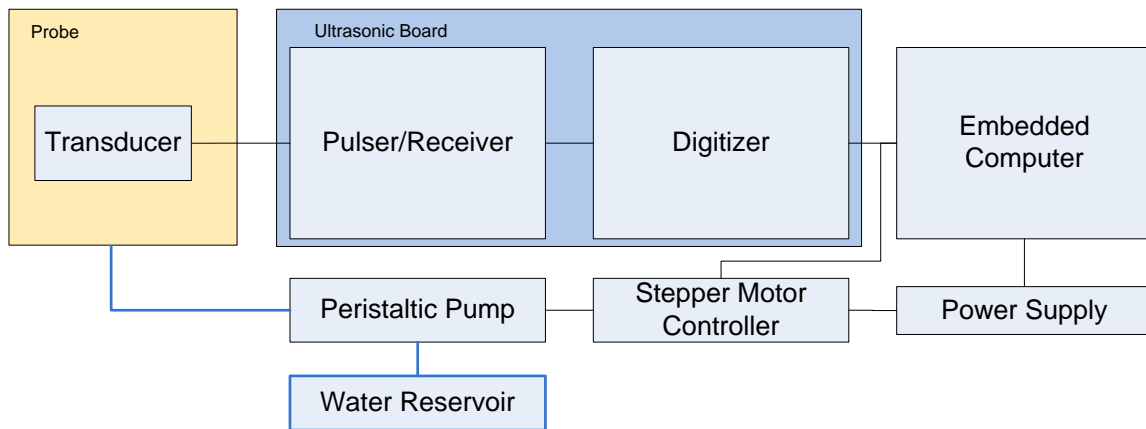 Probe
Ultrasonic Board
Transducer
Pulser/Receiver
Digitizer
Embedded
Computer
Peristaltic Pump
Stepper Motor
Controller
Power Supply
Water Reservoir